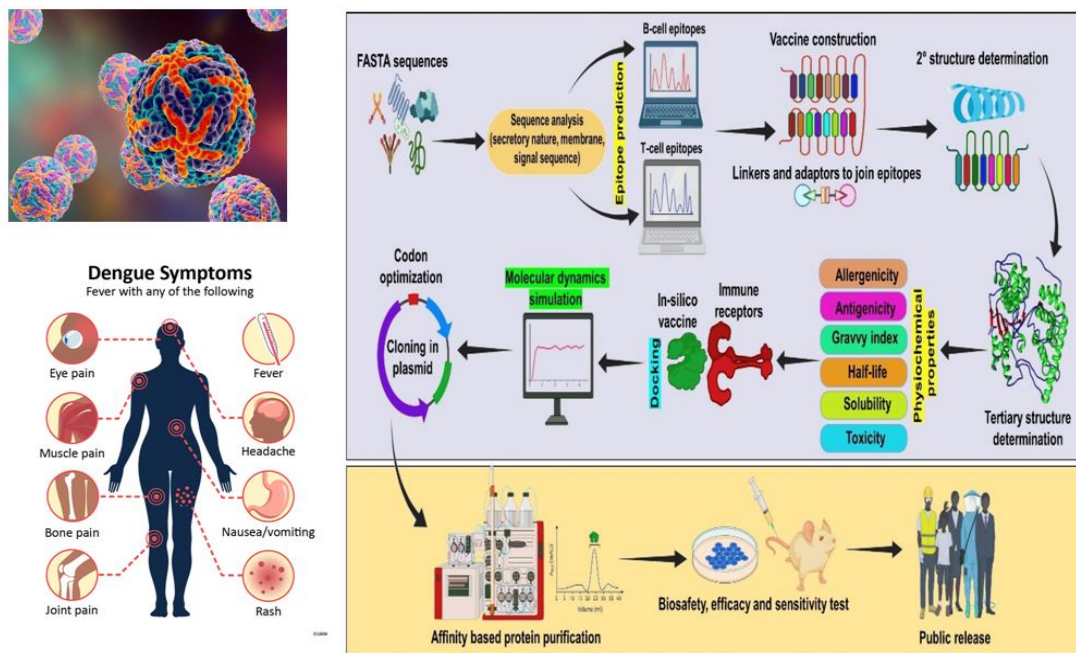 Dengue Symptoms
Fever with any of the following
Eye pain
Fever
Muscle pain
Headache
Bone pain
Nausea/vomiting
Joint pain
Rash
FASTA sequences
Sequence analysis
(secretory nature, membrane,
signal sequence)
Epitope prediction
B-cell epitopes
T-cell epitopes
Vaccine construction
Linkers and adaptors to join epitopes
2° structure determination
Tertiary structure
determination
Physiochemical
properties
Allergenicity
Antigenicity
Gravvy index
Half-life
Solubility
Toxicity
Immune
receptors
In-silico
vaccine
Docking
Molecular dynamics
simulation
Codon
optimization
Cloning in
plasmid
Affinity based protein purification
Volume (ml)
Biosafety, efficacy and sensitivity test
Public release